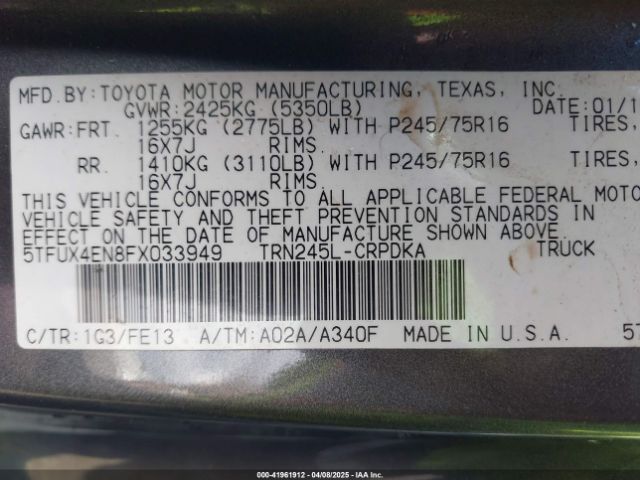 MFD.BY:TOYOTA MOTOR MANUFACTURING, TEXAS, INC.
GVWR:2425KG (5350LB) DATE:01/1
GAWR:FRT. 1255KG (2775LB) WITH P245/75R16 TIRES,
16X7J RIMS,
RR. 1410KG (3110LB) WITH P245/75R16 TIRES,
16X7J RIMS.
THIS VEHICLE CONFORMS TO ALL APPLICABLE FEDERAL MOTO
VEHICLE SAFETY AND THEFT PREVENTION STANDARDS IN
EFFECT ON THE DATE OF MANUFACTURE SHOWN ABOVE.
5TFUX4EN8FX033949 TRN245L-CRPDKA TRUCK
C/TR:1G3/FE13 A/TM:A02A/A340F MADE IN U.S.A. 57
000-41961912 - 04/08/2025 - IAAI, Inc.